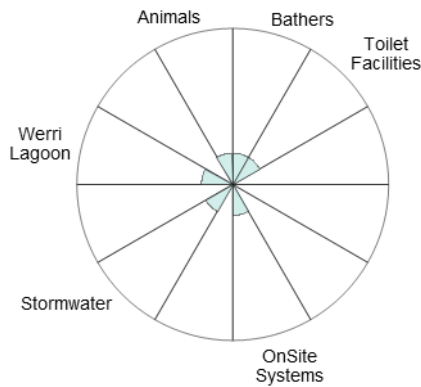 Animals
Bathers
Toilet
Facilities
Werri
Lagoon
Stormwater
OnSite
Systems